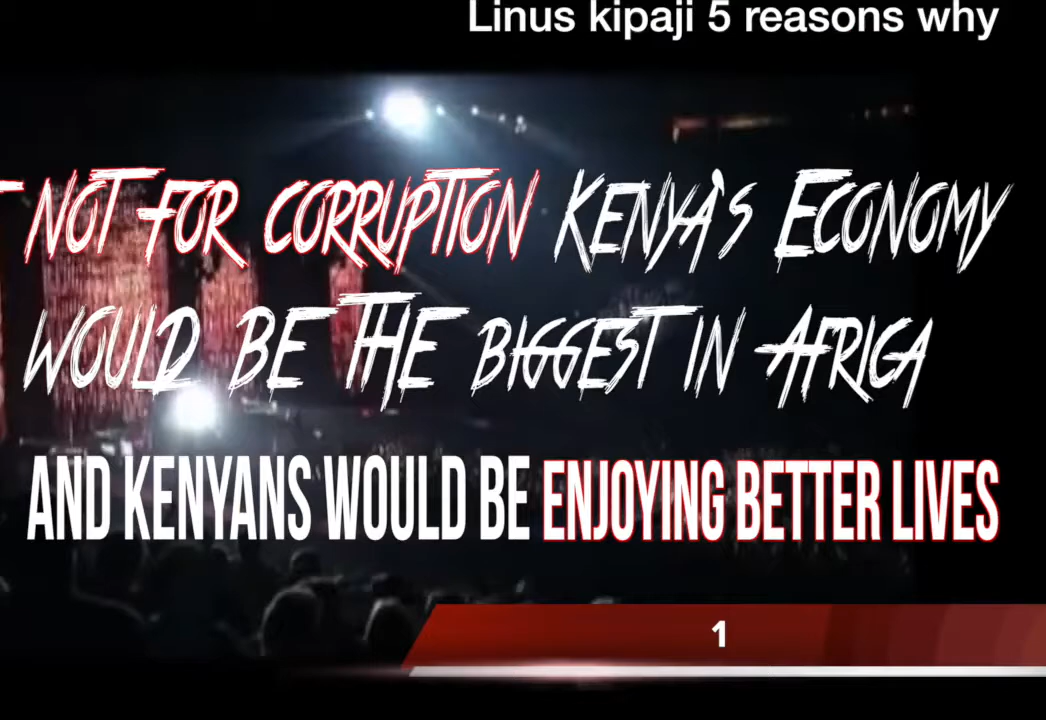 Linus kipaji 5 reasons why
NOT FOR CORRUPTION KENYA'S ECONOMY
WOULD BE THE BIGGEST IN AFRICA
AND KENYANS WOULD BE ENJOYING BETTER LIVES
1